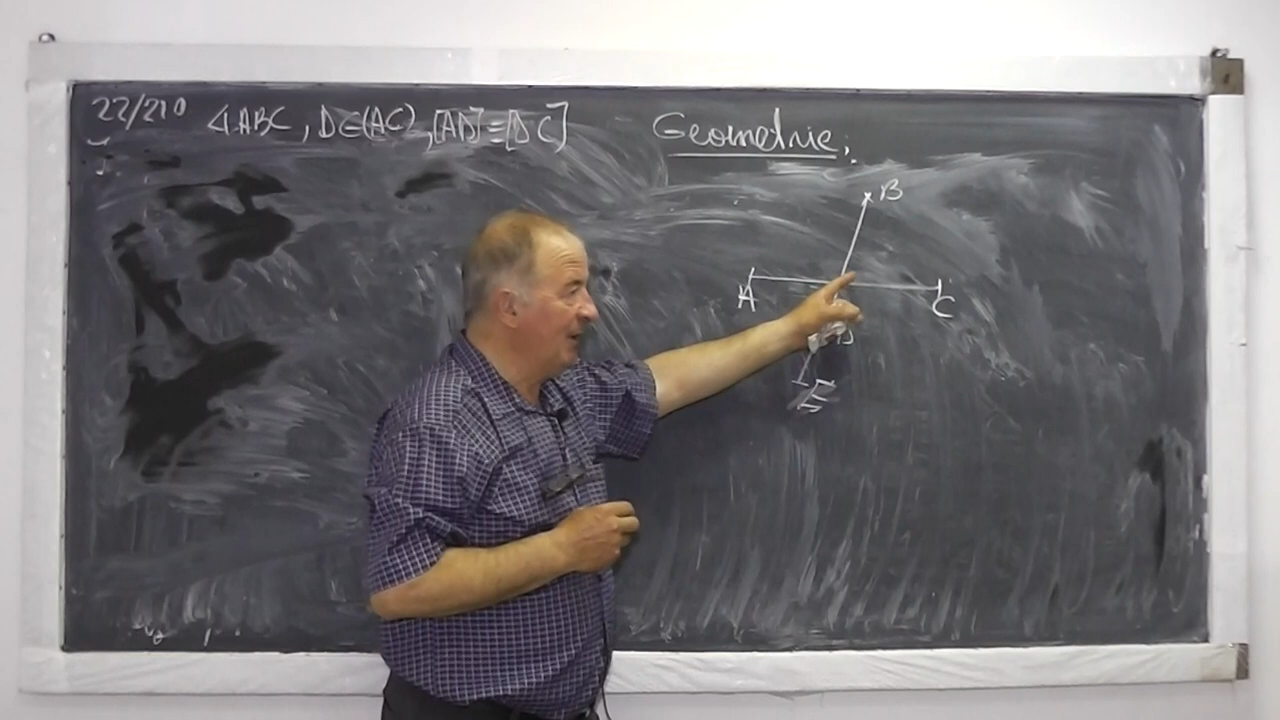 22/210 ∢ABC, D∈(AC), [AD]≡[DC]
Geometrie;
B
A
C
D
E